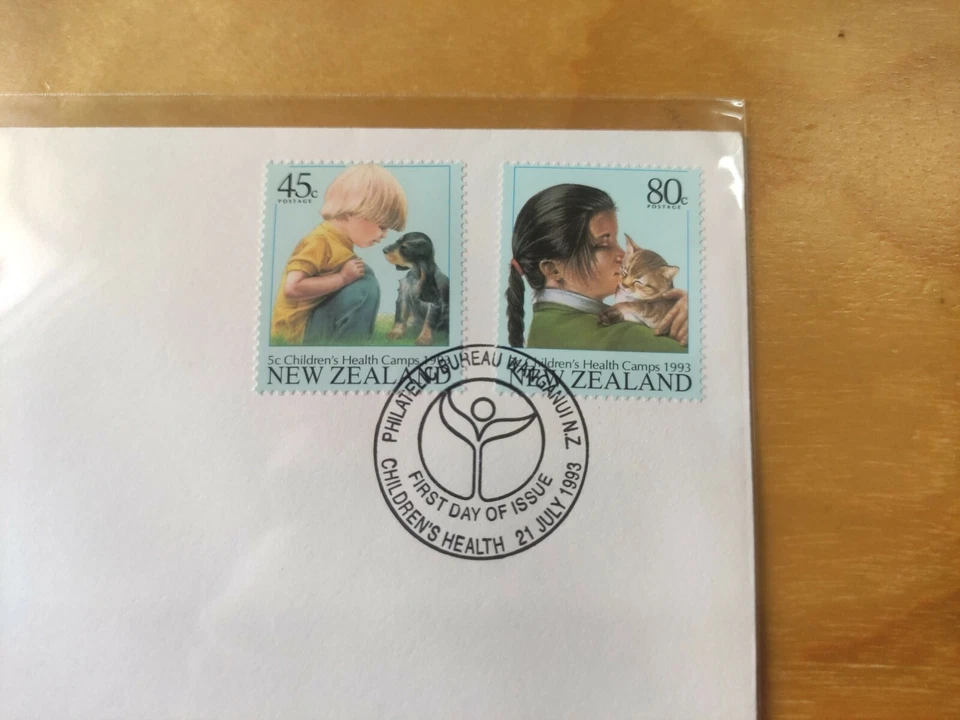 45c
POSTAGE
5c Children's Health Camps
NEW ZEALAND
80c
POSTAGE
Children's Health Camps 1993
NEW ZEALAND
PHILATELIC BUREAU WANGANUI N.Z
FIRST DAY OF ISSUE
CHILDREN'S HEALTH 21 JULY 1993